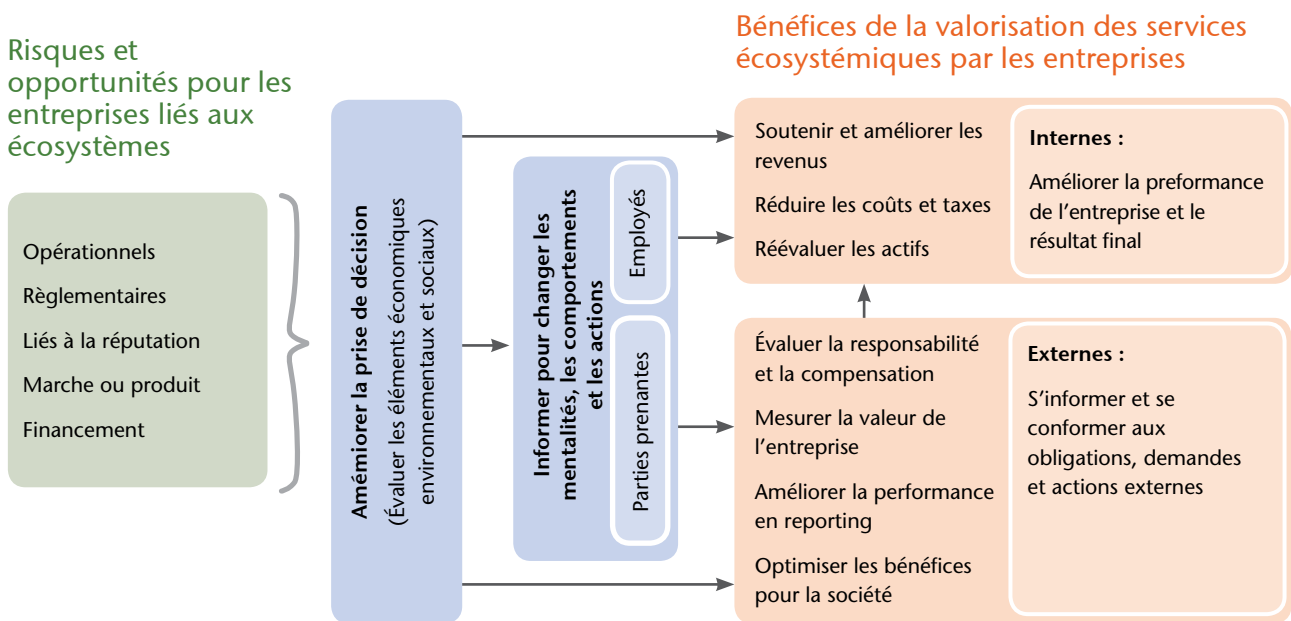 Risques et
opportunités pour les
entreprises liés aux
écosystèmes
Opérationnels
Règlementaires
Liés à la réputation
Marche ou produit
Financement
Amémiorer la prise de décision
(Évaluer les éléments économiques
environnementaux et sociaux)
Informer pour changer les
mentalités, les comportements
et les actions
Employés
Parties prenantes
Bénéfices de la valorisation des services
écosystémiques par les entreprises
Soutenir et améliorer les
revenus
Réduire les coûts et taxes
Réévaluer les actifs
Internes :
Améliorer la preformance
de l’entreprise et le
résultat final
Évaluer la responsabilité
et la compensation
Mesurer la valeur de
l’entreprise
Améliorer la performance
en reporting
Optimiser les bénéfices
pour la société
Externes :
S’informer et se
conformer aux
obligations, demandes
et actions externes